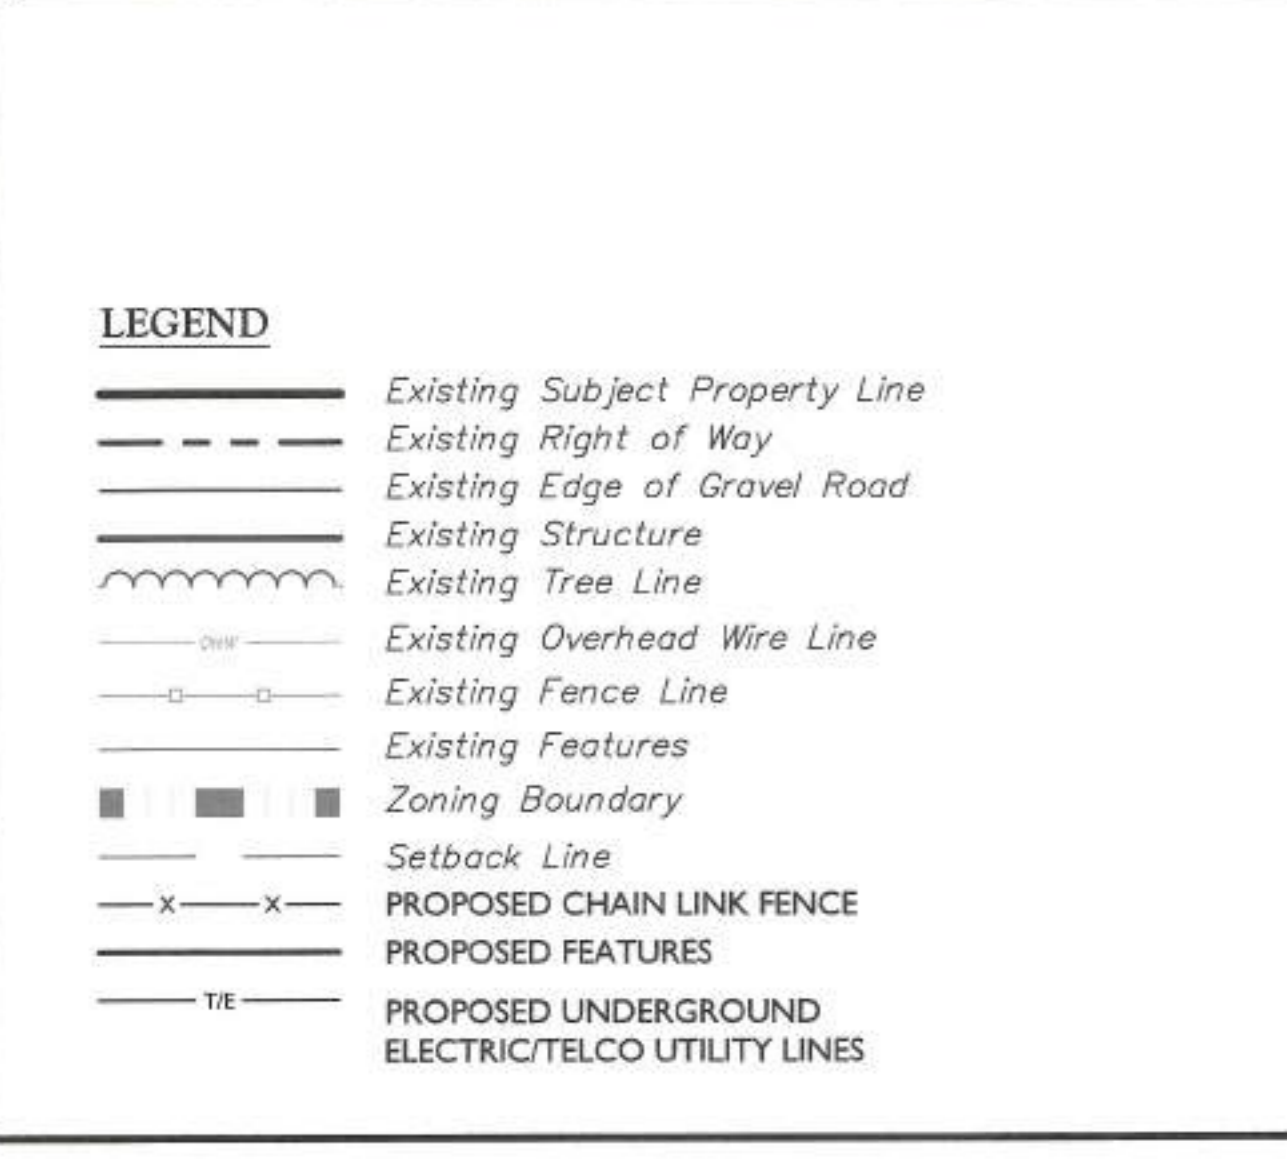 LEGEND
Existing Subject Property Line
Existing Right of Way
Existing Edge of Gravel Road
Existing Structure
Existing Tree Line
OHW Existing Overhead Wire Line
Existing Fence Line
Existing Features
Zoning Boundary
Setback Line
X X PROPOSED CHAIN LINK FENCE
PROPOSED FEATURES
T/E PROPOSED UNDERGROUND
ELECTRIC/TELCO UTILITY LINES